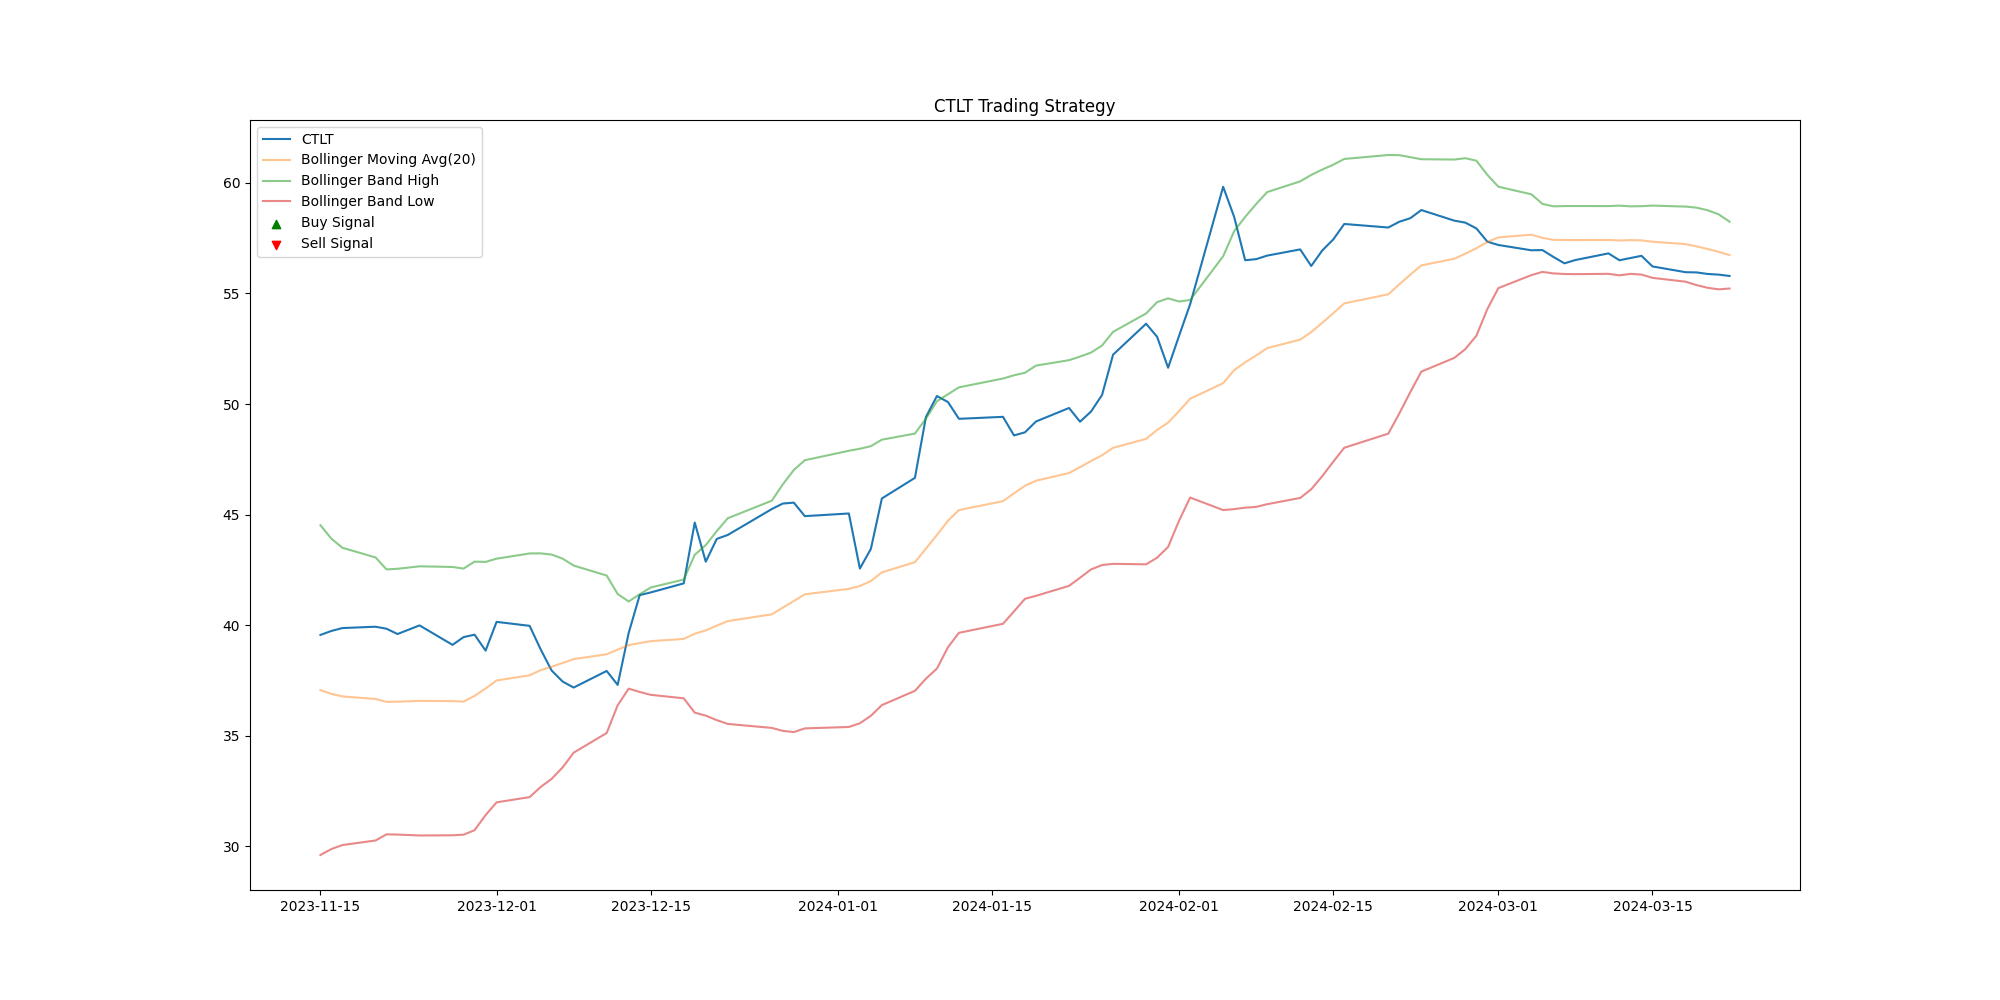 CTLT Trading Strategy
CTLT
Bollinger Moving Avg(20)
Bollinger Band High
Bollinger Band Low
Buy Signal
Sell Signal
60
55
50
45
40
35
30
2023-11-15 2023-12-01 2023-12-15 2024-01-01 2024-01-15 2024-02-01 2024-02-15 2024-03-01 2024-03-15